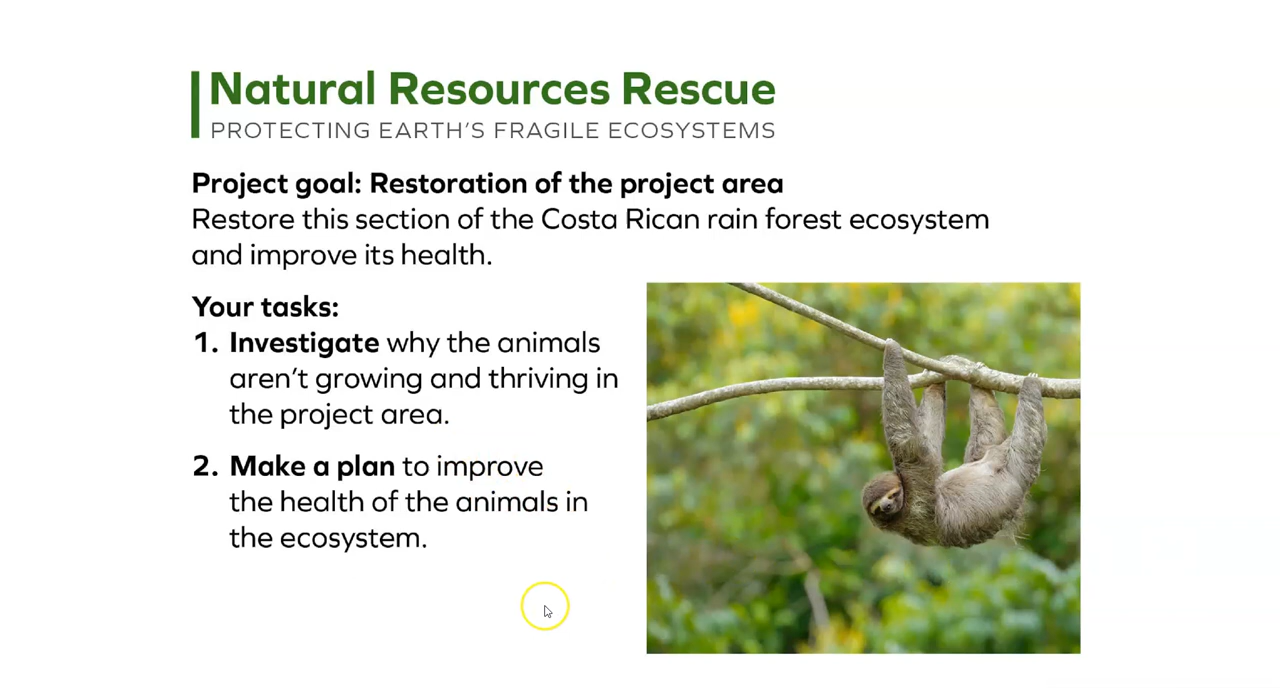 Natural Resources Rescue
PROTECTING EARTH'S FRAGILE ECOSYSTEMS
Project goal: Restoration of the project area
Restore this section of the Costa Rican rain forest ecosystem
and improve its health.
Your tasks:
1. Investigate why the animals
aren't growing and thriving in
the project area.
2. Make a plan to improve
the health of the animals in
the ecosystem.